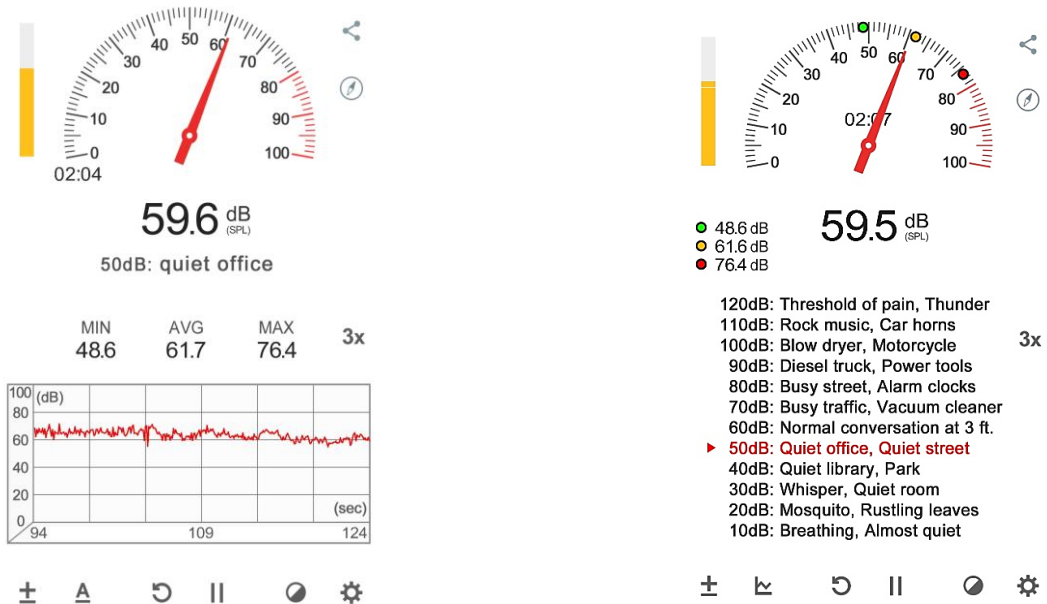 0
10
20
30
40
50
60
70
80
90
100
02:04
59.6 dB
(SPL)
50dB: quiet office
MIN AVG MAX
48.6 61.7 76.4
3x
100 (dB)
80
60
40
20
0
(sec)
94 109 124
A
0
10
20
30
40
50
60
70
80
90
100
02:07
48.6 dB
61.6 dB
76.4 dB
59.5 dB
(SPL)
120dB: Threshold of pain, Thunder
110dB: Rock music, Car horns
100dB: Blow dryer, Motorcycle
90dB: Diesel truck, Power tools
80dB: Busy street, Alarm clocks
70dB: Busy traffic, Vacuum cleaner
60dB: Normal conversation at 3 ft.
50dB: Quiet office, Quiet street
40dB: Quiet library, Park
30dB: Whisper, Quiet room
20dB: Mosquito, Rustling leaves
10dB: Breathing, Almost quiet
3x